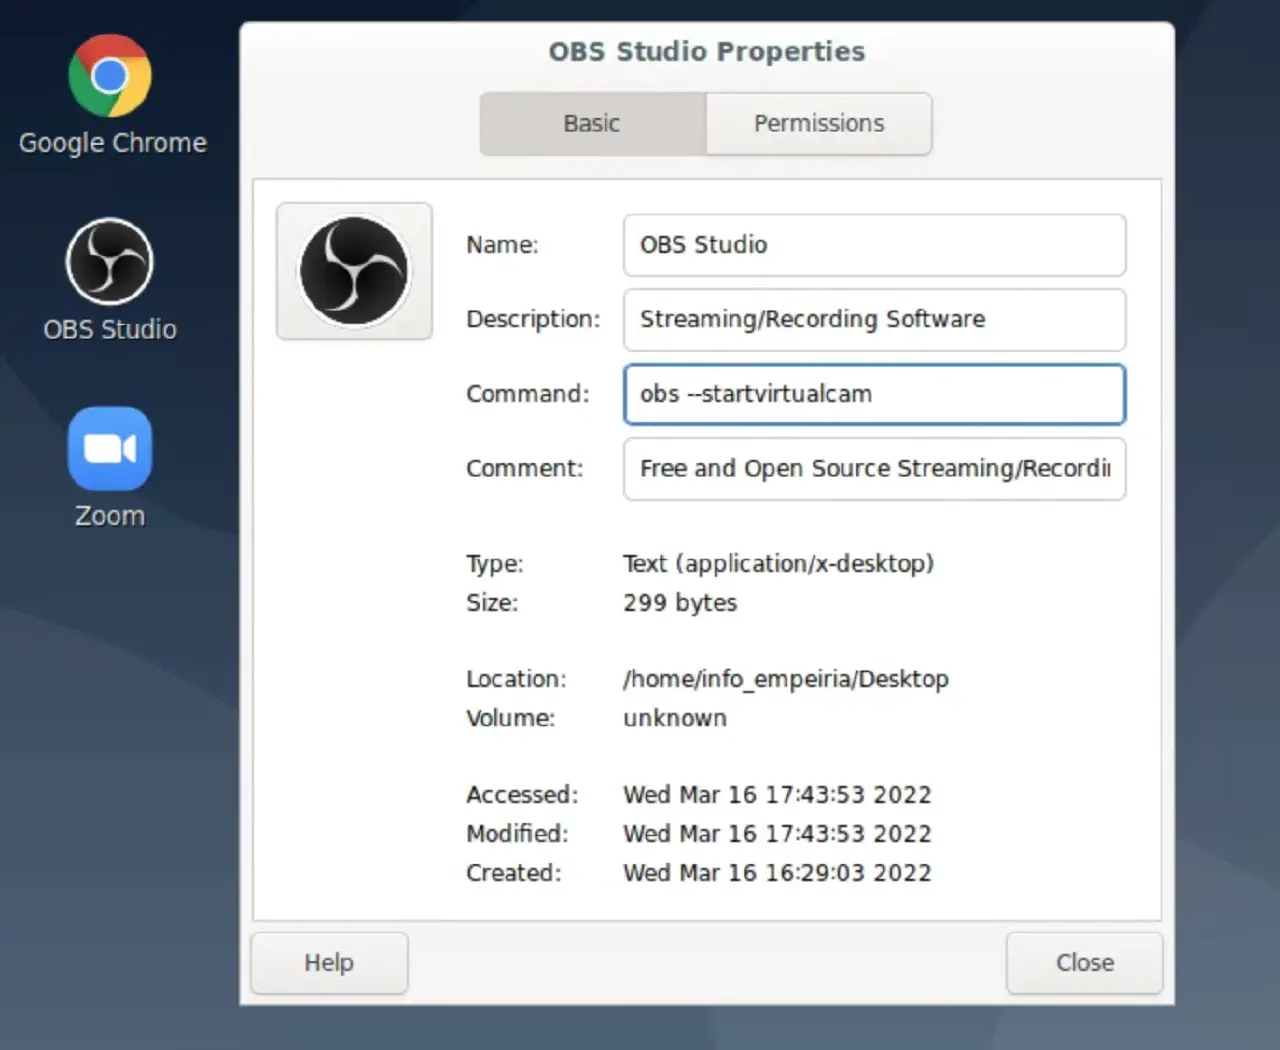 Google Chrome
OBS Studio
Zoom
OBS Studio Properties
Basic Permissions
Name: OBS Studio
Description: Streaming/Recording Software
Command: obs --startvirtualcam
Comment: Free and Open Source Streaming/Recordin
Type: Text (application/x-desktop)
Size: 299 bytes
Location: /home/info_empeiria/Desktop
Volume: unknown
Accessed: Wed Mar 16 17:43:53 2022
Modified: Wed Mar 16 17:43:53 2022
Created: Wed Mar 16 16:29:03 2022
Help Close